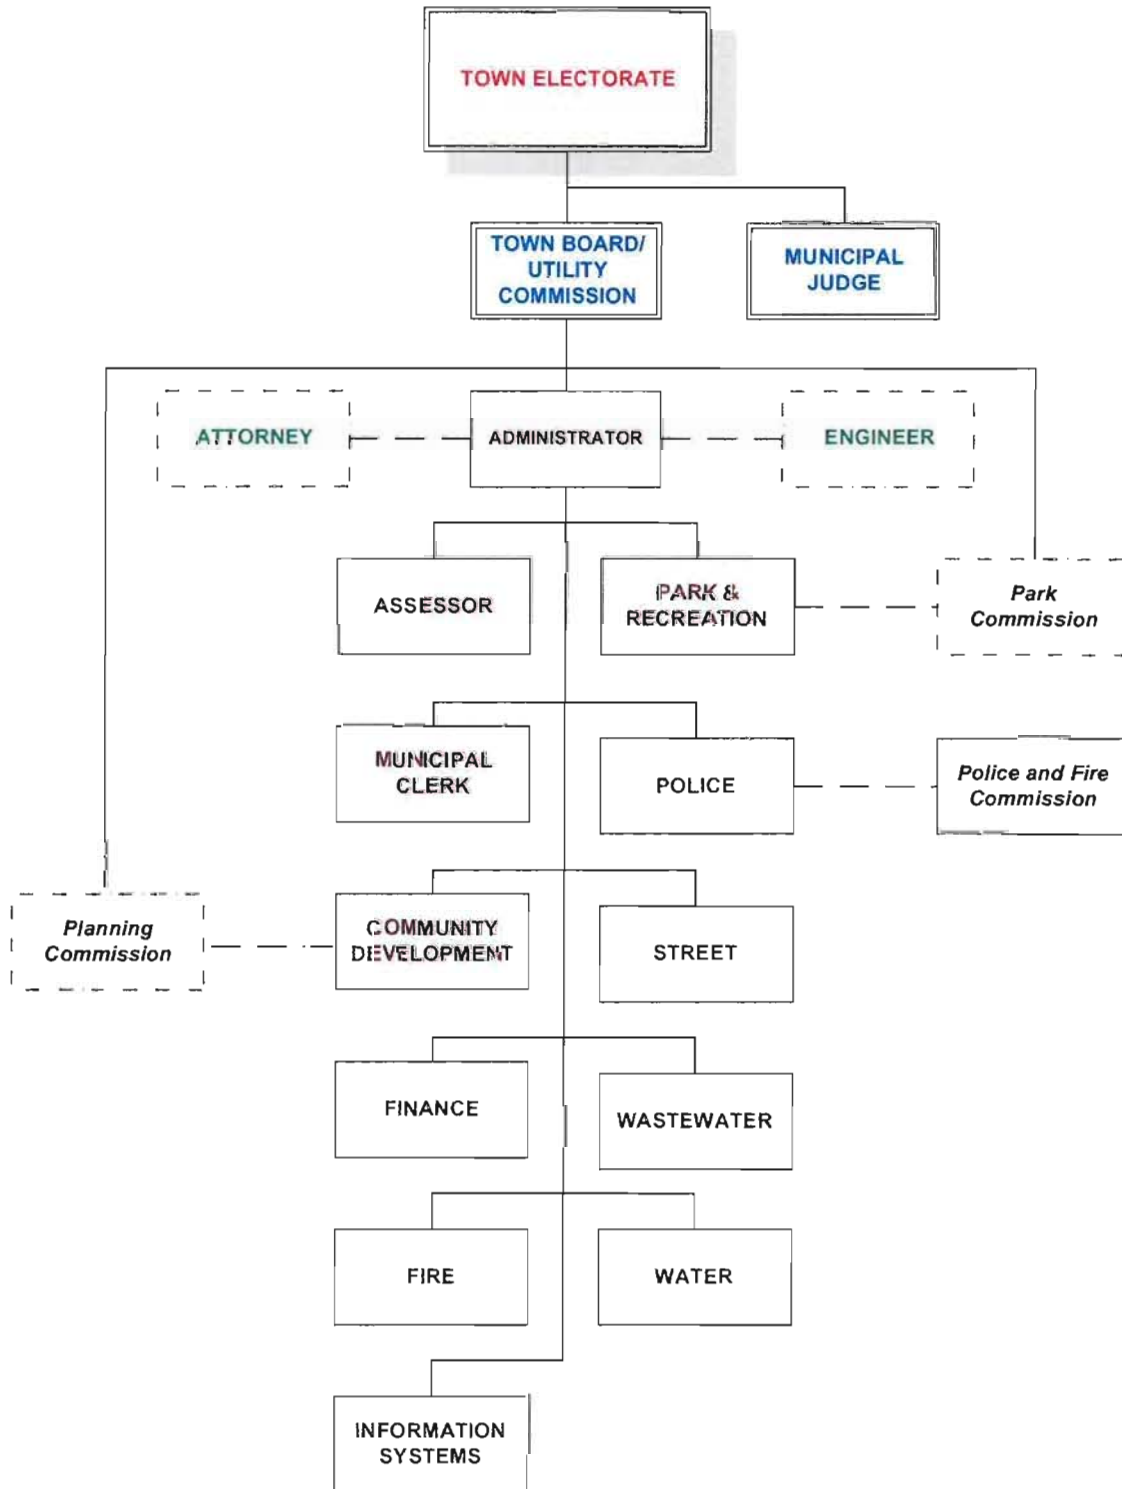 TOWN ELECTORATE
TOWN BOARD/
UTILITY
COMMISSION
MUNICIPAL
JUDGE
ATTORNEY
ADMINISTRATOR
ENGINEER
ASSESSOR
PARK &
RECREATION
Park
Commission
MUNICIPAL
CLERK
POLICE
Police and Fire
Commission
Planning
Commission
COMMUNITY
DEVELOPMENT
STREET
FINANCE
WASTEWATER
FIRE
WATER
INFORMATION
SYSTEMS